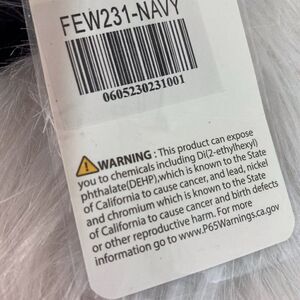 FEW231-NAVY
0605230231001
⚠WARNING : This product can expose
you to chemicals including Di(2-ethylhexyl)
phthalate(DEHP),which is known to the State
of California to cause cancer, and lead, nickel
and chromium which is known to the State
of California to cause cancer and birth defects
or other reproductive harm. For more
information go to www.P65Warnings.ca.gov